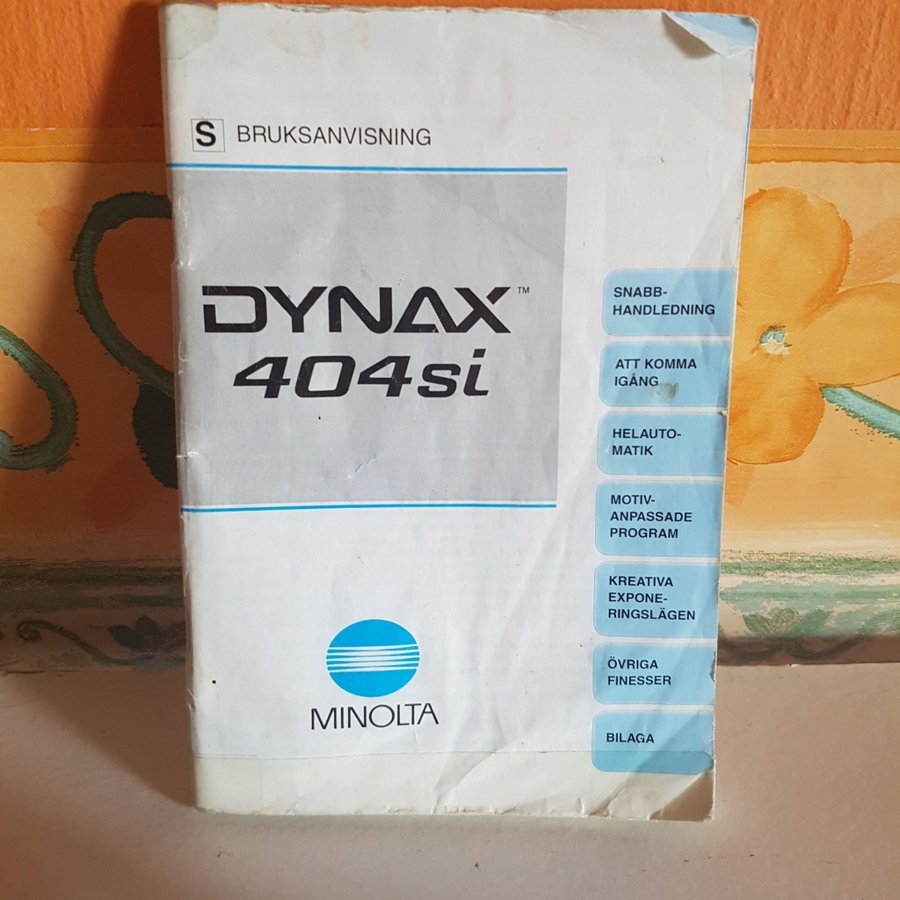 S BRUKSANVISNING
DYNAX™
404si
SNABB-
HANDLEDNING
ATT KOMMA
IGÅNG
HELAUTO-
MATIK
MOTIV-
ANPASSADE
PROGRAM
KREATIVA
EXPONE-
RINGSLÄGEN
ÖVRIGA
FINESSER
BILAGA
MINOLTA